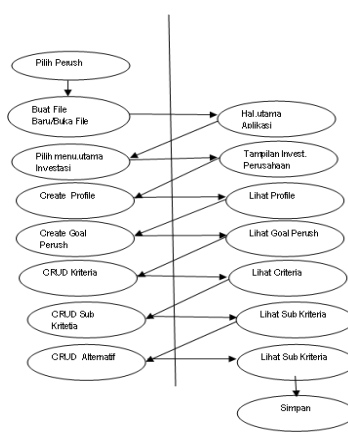 Pilih Perush
Buat File
Baru/Buka File
Hal.utama
Aplikasi
Pilih menu.utama
Investasi
Tampilan Invest.
Perusahaan
Create Profile
Lihat Profile
Create Goal
Perush
Lihat Goal Perush
CRUD Kriteria
Lihat Criteria
CRUD Sub
Kritetia
Lihat Sub Kriteria
CRUD Alternatif
Lihat Sub Kriteria
Simpan